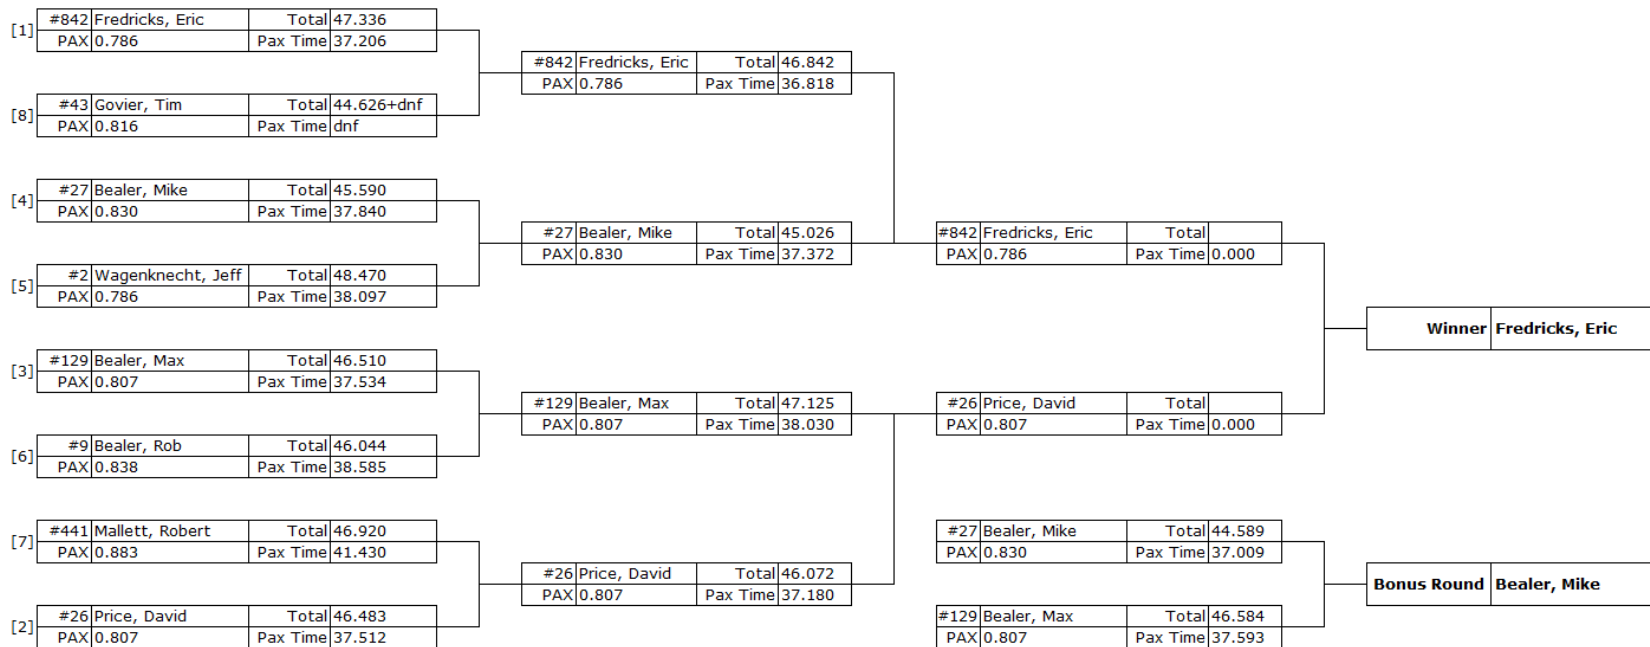 [1]
#842 Fredricks, Eric Total 47.336
PAX 0.786 Pax Time 37.206
[8]
#43 Govier, Tim Total 44.626+dnf
PAX 0.816 Pax Time dnf
[4]
#27 Bealer, Mike Total 45.590
PAX 0.830 Pax Time 37.840
[5]
#2 Wagenknecht, Jeff Total 48.470
PAX 0.786 Pax Time 38.097
[3]
#129 Bealer, Max Total 46.510
PAX 0.807 Pax Time 37.534
[6]
#9 Bealer, Rob Total 46.044
PAX 0.838 Pax Time 38.585
[7]
#441 Mallett, Robert Total 46.920
PAX 0.883 Pax Time 41.430
[2]
#26 Price, David Total 46.483
PAX 0.807 Pax Time 37.512
#842 Fredricks, Eric Total 46.842
PAX 0.786 Pax Time 36.818
#27 Bealer, Mike Total 45.026
PAX 0.830 Pax Time 37.372
#129 Bealer, Max Total 47.125
PAX 0.807 Pax Time 38.030
#26 Price, David Total 46.072
PAX 0.807 Pax Time 37.180
#842 Fredricks, Eric Total
PAX 0.786 Pax Time 0.000
#26 Price, David Total
PAX 0.807 Pax Time 0.000
#27 Bealer, Mike Total 44.589
PAX 0.830 Pax Time 37.009
#129 Bealer, Max Total 46.584
PAX 0.807 Pax Time 37.593
Winner Fredricks, Eric
Bonus Round Bealer, Mike